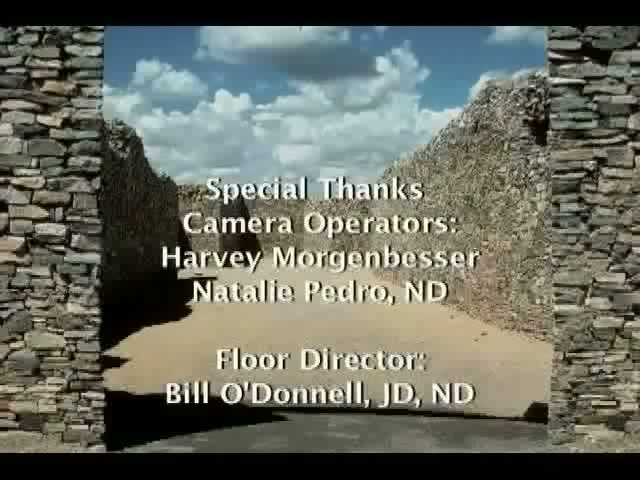 Special Thanks
Camera Operators:
Harvey Morgenbesser
Natalie Pedro, ND
Floor Director:
Bill O'Donnell, JD, ND